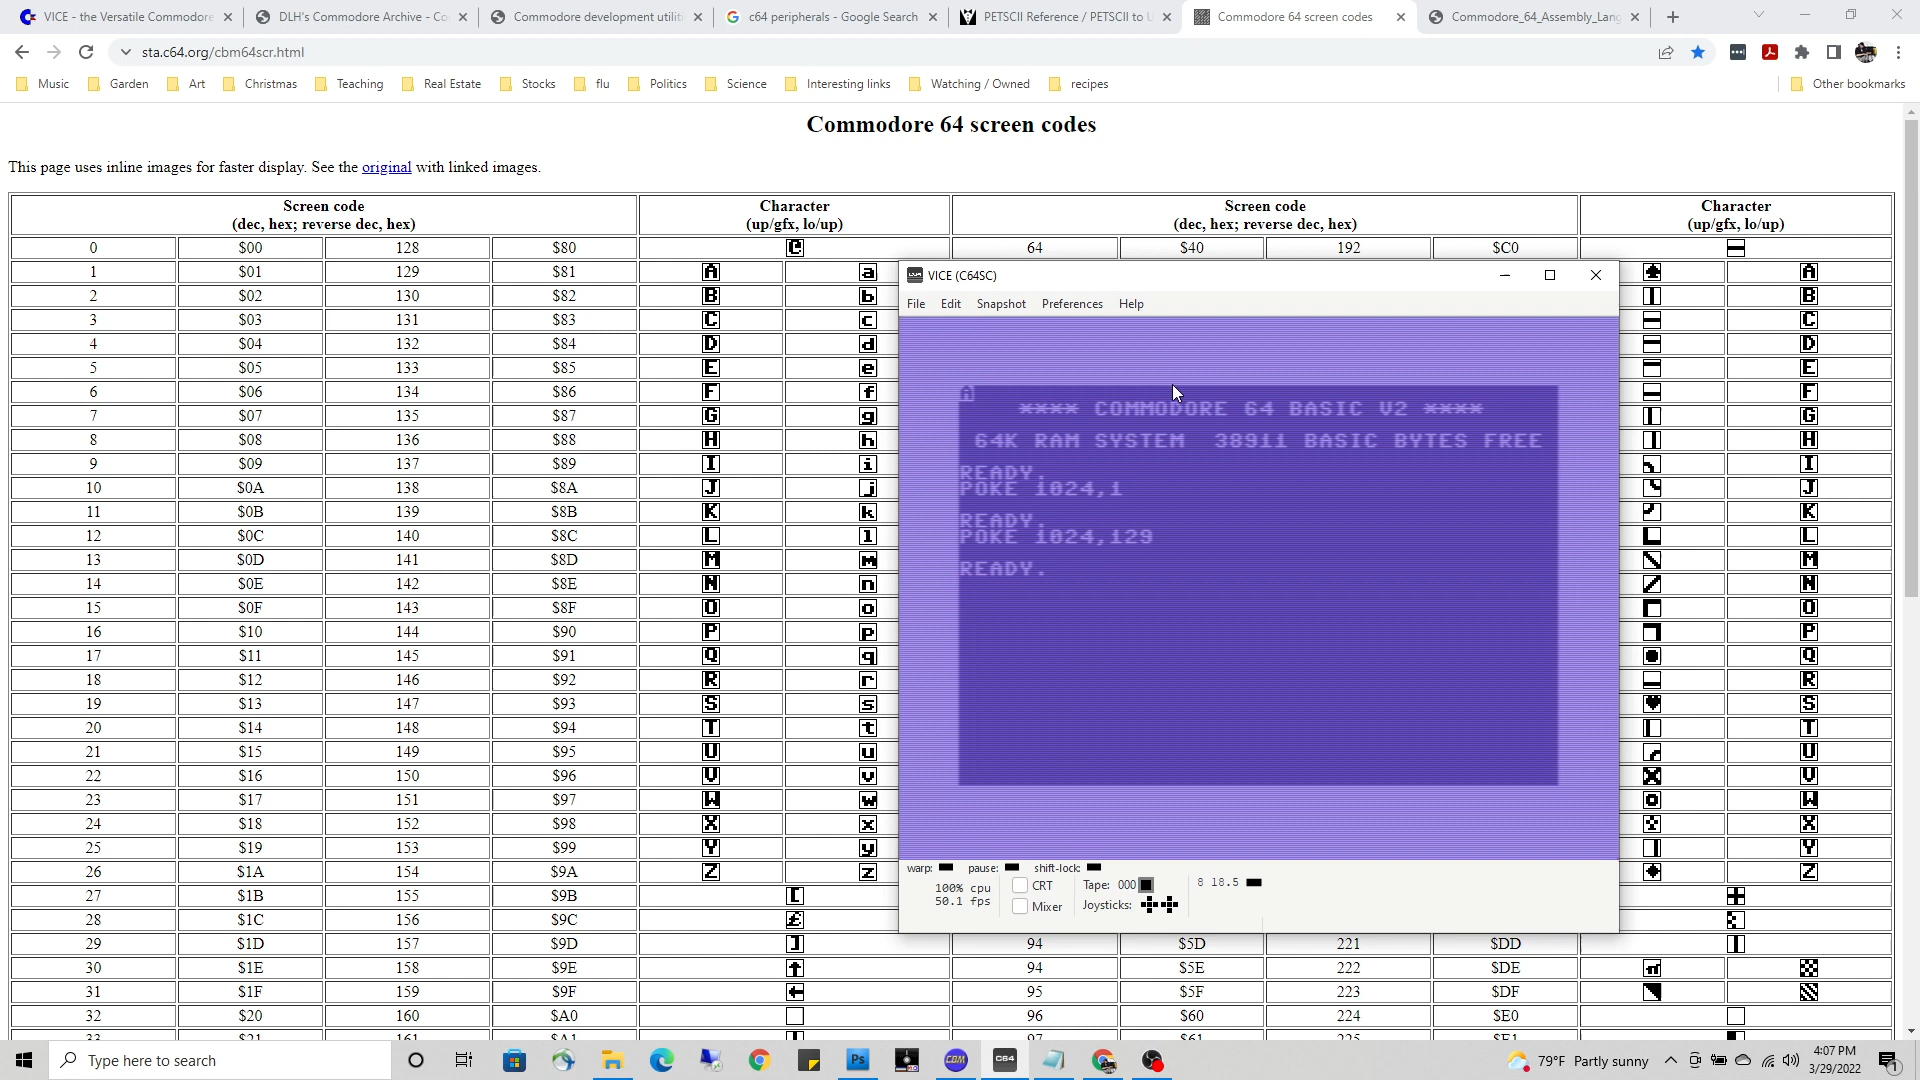 VICE - the Versatile Commodore
DLH's Commodore Archive - Co
Commodore development utiliti
c64 peripherals - Google Search
PETSCII Reference / PETSCII to U
Commodore 64 screen codes
Commodore_64_Assembly_Lang
sta.c64.org/cbm64scr.html
Music Garden Art Christmas Teaching Real Estate Stocks flu Politics Science Interesting links Watching / Owned recipes Other bookmarks
Commodore 64 screen codes
This page uses inline images for faster display. See the original with linked images.
Screen code Character Screen code Character
(dec, hex; reverse dec, hex) (up/gfx, lo/up) (dec, hex; reverse dec, hex) (up/gfx, lo/up)
0 $00 128 $80 @ 64 $40 192 $C0
1 $01 129 $81 A a A
2 $02 130 $82 B b B
3 $03 131 $83 C c C
4 $04 132 $84 D d D
5 $05 133 $85 E e E
6 $06 134 $86 F f F
7 $07 135 $87 G g G
8 $08 136 $88 H h H
9 $09 137 $89 I i I
10 $0A 138 $8A J j J
11 $0B 139 $8B K k K
12 $0C 140 $8C L l L
13 $0D 141 $8D M m M
14 $0E 142 $8E N n N
15 $0F 143 $8F O o O
16 $10 144 $90 P p P
17 $11 145 $91 Q q Q
18 $12 146 $92 R r R
19 $13 147 $93 S s S
20 $14 148 $94 T t T
21 $15 149 $95 U u U
22 $16 150 $96 V v V
23 $17 151 $97 W w W
24 $18 152 $98 X x X
25 $19 153 $99 Y y Y
26 $1A 154 $9A Z z Z
27 $1B 155 $9B [
28 $1C 156 $9C £
29 $1D 157 $9D ] 94 $5D 221 $DD
30 $1E 158 $9E ↑ 94 $5E 222 $DE π
31 $1F 159 $9F ← 95 $5F 223 $DF
32 $20 160 $A0 96 $60 224 $E0
33 $21 161 $A1 97 $61 225 $E1
VICE (C64SC)
File Edit Snapshot Preferences Help
A
**** COMMODORE 64 BASIC V2 ****
64K RAM SYSTEM 38911 BASIC BYTES FREE
READY.
POKE 1024,1
READY.
POKE 1024,129
READY.
warp: pause: shift-lock:
100% cpu CRT Tape: 000 8 18.5
50.1 fps Mixer Joysticks:
Type here to search
Ps
CBM
C64
79°F Partly sunny
4:07 PM
3/29/2022
1